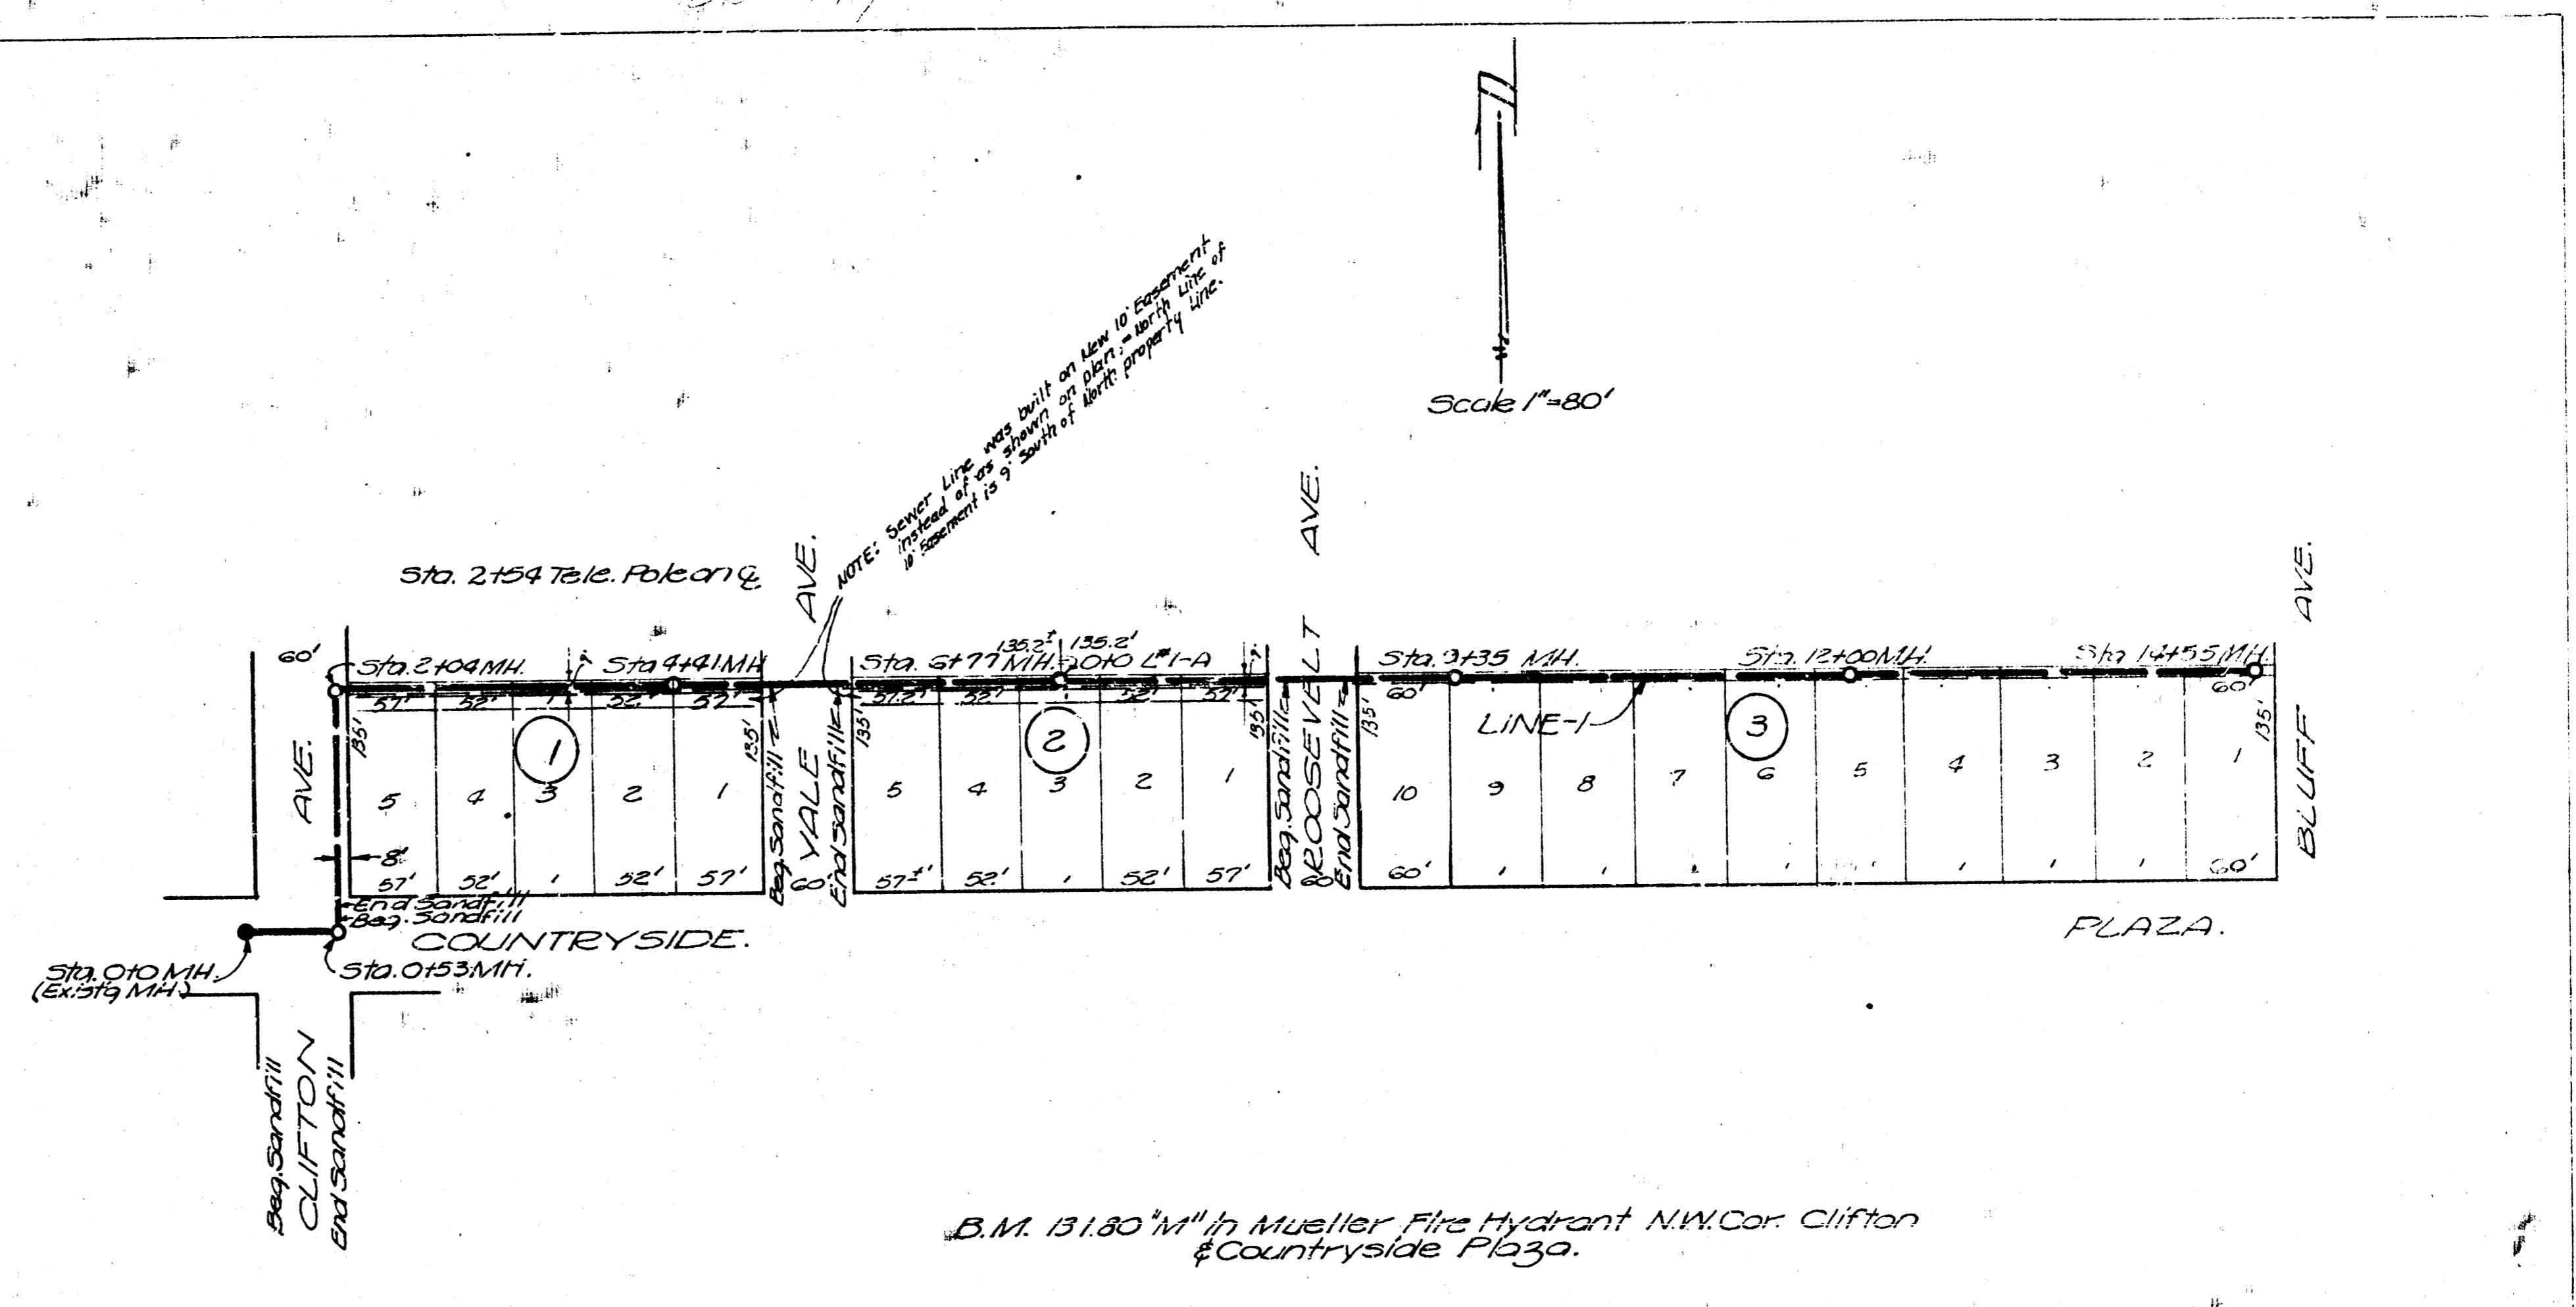 Scale 1"=80'
NOTE: Sewer Line was built on New 10' Easement
instead of as shown on plan; - North Line of
10' Easement is 9' South of North property Line.
Sta. 2+54 Tele. Pole on ℄
AVE.
AVE.
AVE.
60'
Sta. 2+04 MH.
Sta 4+41 MH
135.2'± 135.2'
Sta. 6+77 MH. = 0+0 L#1-A
Sta. 9+35 MH.
Sta. 12+00 MH.
Sta 14+55 MH.
57' 52' ' 52' 57'
57.2' 52' 52' 57'
60' 60'
135' 135' 135' 135' 135' 135'
LINE-1
1
2
3
AVE.
5 4 3 2 1
5 4 3 2 1
10 9 8 7 6 5 4 3 2 1
Beg. Sandfill
YALE
End Sandfill
Beg. Sandfill
ROOSEVELT
End Sandfill
BLUFF
8'
57' 52' ' 52' 57'
60'
57'± 52' ' 52' 57'
60'
60' ' ' ' ' ' ' ' ' 60'
End Sandfill
Beg. Sandfill
COUNTRYSIDE.
PLAZA.
Sta. 0+0 MH.
(Exist'g MH.)
Sta. 0+53 MH.
Beg. Sandfill
CLIFTON
End Sandfill
B.M. 131.80 "M" in Mueller Fire Hydrant N.W. Cor. Clifton
& Countryside Plaza.